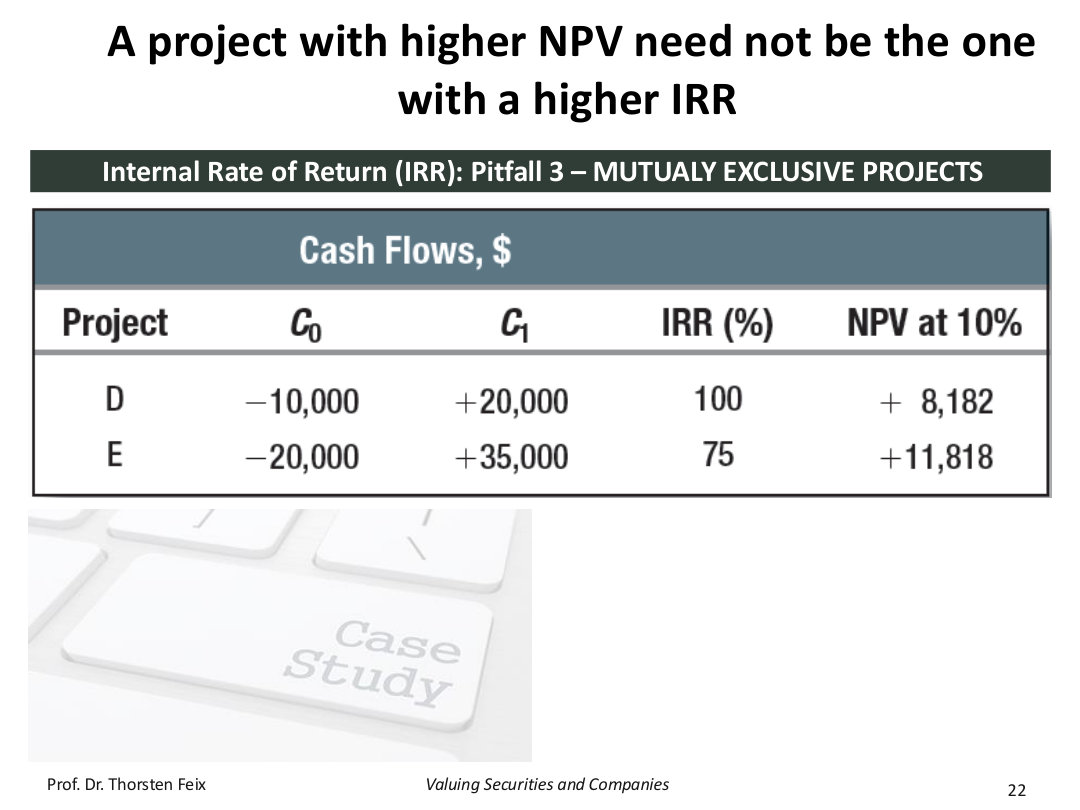 A project with higher NPV need not be the one
with a higher IRR
Internal Rate of Return (IRR): Pitfall 3 – MUTUALY EXCLUSIVE PROJECTS
Cash Flows, $
Project C0 C1 IRR (%) NPV at 10%
D −10,000 +20,000 100 + 8,182
E −20,000 +35,000 75 +11,818
Case
Study
Prof. Dr. Thorsten Feix Valuing Securities and Companies 22